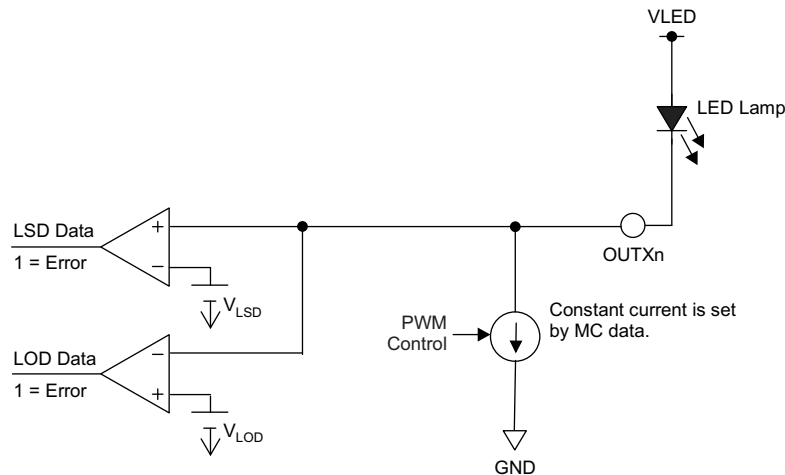 VLED
LED Lamp
LSD Data
+
1 = Error
−
OUTXn
VLSD
PWM
Control
Constant current is set
by MC data.
LOD Data
−
1 = Error
+
VLOD
GND